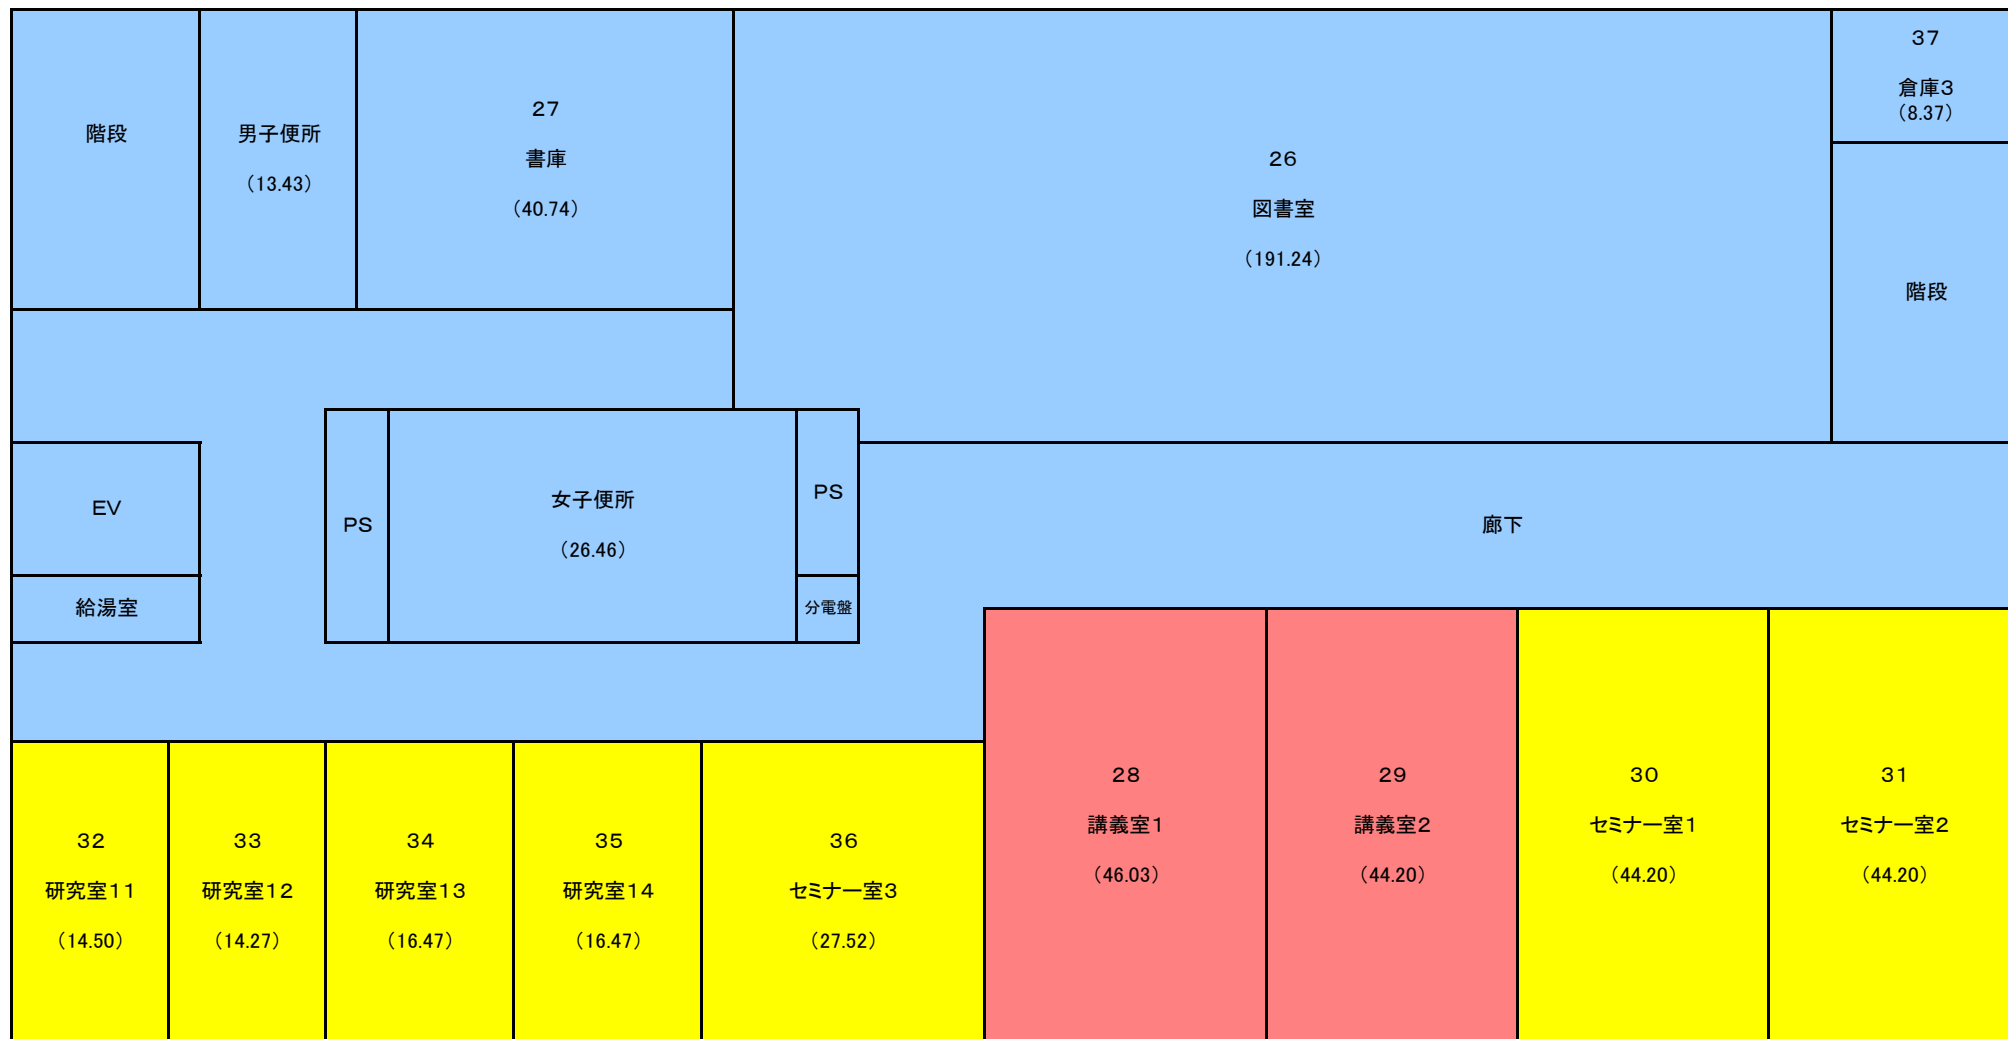 階段
男子便所
（13.43）
２７
書庫
（40.74）
２６
図書室
（191.24）
３７
倉庫３
（8.37）
階段
ＥＶ
給湯室
ＰＳ
女子便所
（26.46）
ＰＳ
分電盤
廊下
３２
研究室１１
（14.50）
３３
研究室１２
（14.27）
３４
研究室１３
（16.47）
３５
研究室１４
（16.47）
３６
セミナー室３
（27.52）
２８
講義室１
（46.03）
２９
講義室２
（44.20）
３０
セミナー室１
（44.20）
３１
セミナー室２
（44.20）